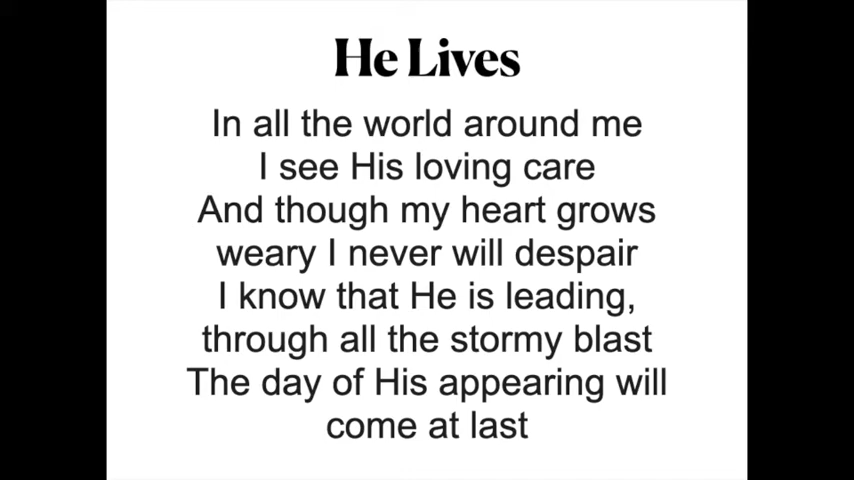 He Lives
In all the world around me
I see His loving care
And though my heart grows
weary I never will despair
I know that He is leading,
through all the stormy blast
The day of His appearing will
come at last